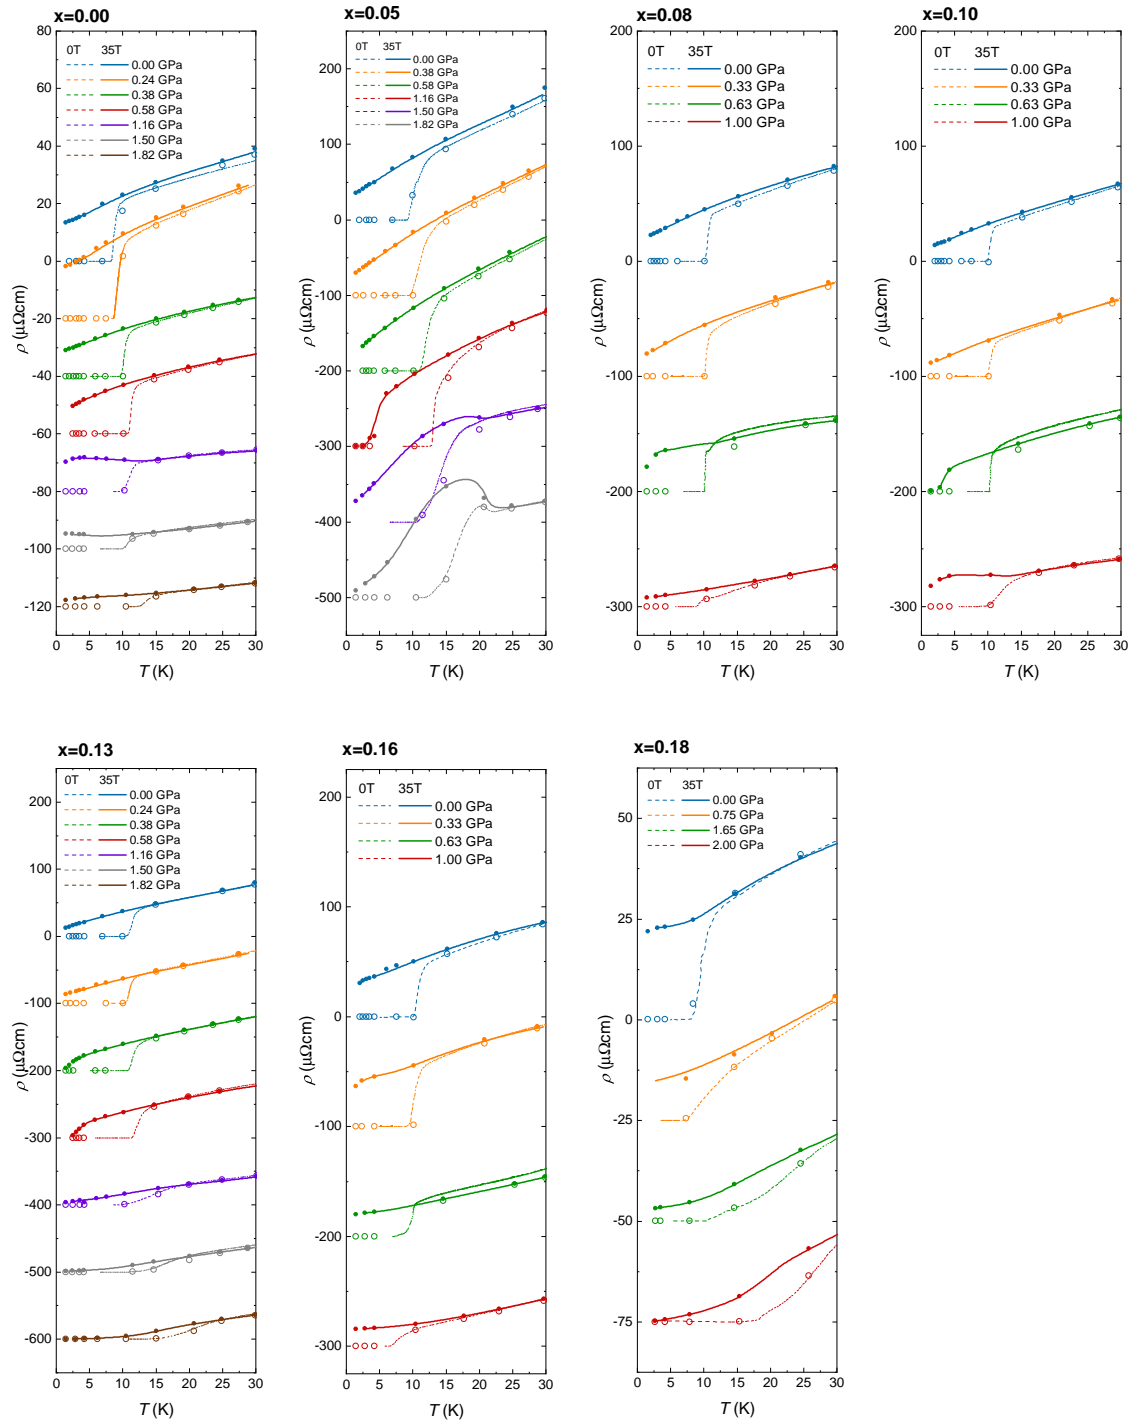 x=0.00
0T 35T
0.00 GPa
0.24 GPa
0.38 GPa
0.58 GPa
1.16 GPa
1.50 GPa
1.82 GPa
80
60
40
20
0
-20
-40
-60
-80
-100
-120
ρ (μΩcm)
0 5 10 15 20 25 30
T (K)
x=0.05
0T 35T
0.00 GPa
0.38 GPa
0.58 GPa
1.16 GPa
1.50 GPa
1.82 GPa
200
100
0
-100
-200
-300
-400
-500
ρ (μΩcm)
0 5 10 15 20 25 30
T (K)
x=0.08
0T 35T
0.00 GPa
0.33 GPa
0.63 GPa
1.00 GPa
200
100
0
-100
-200
-300
ρ (μΩcm)
0 5 10 15 20 25 30
T (K)
x=0.10
0T 35T
0.00 GPa
0.33 GPa
0.63 GPa
1.00 GPa
200
100
0
-100
-200
-300
ρ (μΩcm)
0 5 10 15 20 25 30
T (K)
x=0.13
0T 35T
0.00 GPa
0.24 GPa
0.38 GPa
0.58 GPa
1.16 GPa
1.50 GPa
1.82 GPa
200
100
0
-100
-200
-300
-400
-500
-600
ρ (μΩcm)
0 5 10 15 20 25 30
T (K)
x=0.16
0T 35T
0.00 GPa
0.33 GPa
0.63 GPa
1.00 GPa
200
100
0
-100
-200
-300
ρ (μΩcm)
0 5 10 15 20 25 30
T (K)
x=0.18
0T 35T
0.00 GPa
0.75 GPa
1.65 GPa
2.00 GPa
50
25
0
-25
-50
-75
ρ (μΩcm)
0 5 10 15 20 25 30
T (K)